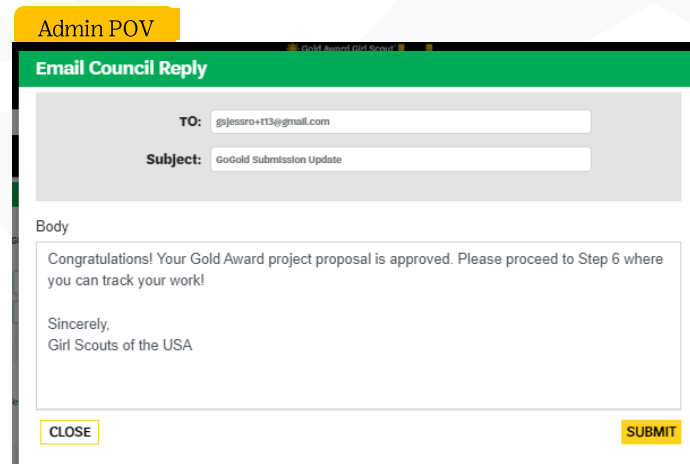 Admin POV
Gold Award Girl Scout
Email Council Reply
TO: gsjessro+t13@gmail.com
Subject: GoGold Submission Update
Body
Congratulations! Your Gold Award project proposal is approved. Please proceed to Step 6 where
you can track your work!
Sincerely,
Girl Scouts of the USA
CLOSE SUBMIT